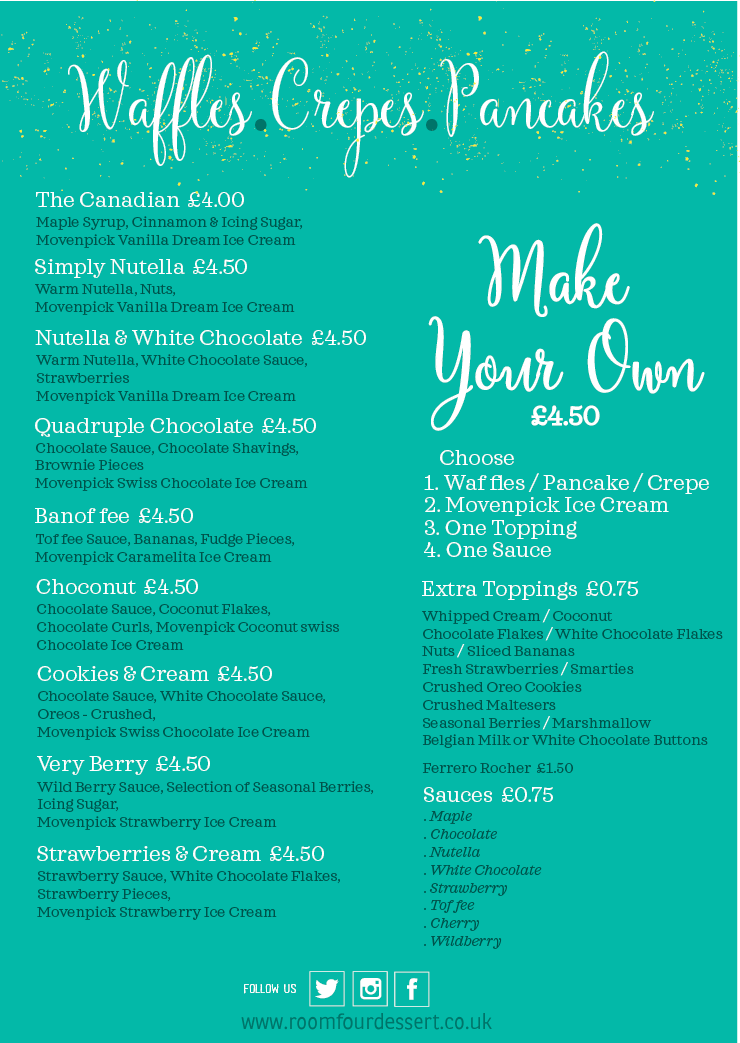 Waffles.Crepes.Pancakes
The Canadian £4.00
Maple Syrup, Cinnamon & Icing Sugar,
Movenpick Vanilla Dream Ice Cream
Simply Nutella £4.50
Warm Nutella, Nuts,
Movenpick Vanilla Dream Ice Cream
Nutella & White Chocolate £4.50
Warm Nutella, White Chocolate Sauce,
Strawberries
Movenpick Vanilla Dream Ice Cream
Quadruple Chocolate £4.50
Chocolate Sauce, Chocolate Shavings,
Brownie Pieces
Movenpick Swiss Chocolate Ice Cream
Banof fee £4.50
Tof fee Sauce, Bananas, Fudge Pieces,
Movenpick Caramelita Ice Cream
Choconut £4.50
Chocolate Sauce, Coconut Flakes,
Chocolate Curls, Movenpick Coconut swiss
Chocolate Ice Cream
Cookies & Cream £4.50
Chocolate Sauce, White Chocolate Sauce,
Oreos - Crushed,
Movenpick Swiss Chocolate Ice Cream
Very Berry £4.50
Wild Berry Sauce, Selection of Seasonal Berries,
Icing Sugar,
Movenpick Strawberry Ice Cream
Strawberries & Cream £4.50
Strawberry Sauce, White Chocolate Flakes,
Strawberry Pieces,
Movenpick Strawberry Ice Cream
Make
Your Own
£4.50
Choose
1. Waf fles / Pancake / Crepe
2. Movenpick Ice Cream
3. One Topping
4. One Sauce
Extra Toppings £0.75
Whipped Cream / Coconut
Chocolate Flakes / White Chocolate Flakes
Nuts / Sliced Bananas
Fresh Strawberries / Smarties
Crushed Oreo Cookies
Crushed Maltesers
Seasonal Berries / Marshmallow
Belgian Milk or White Chocolate Buttons
Ferrero Rocher £1.50
Sauces £0.75
. Maple
. Chocolate
. Nutella
. White Chocolate
. Strawberry
. Tof fee
. Cherry
. Wildberry
FOLLOW US
www.roomfourdessert.co.uk